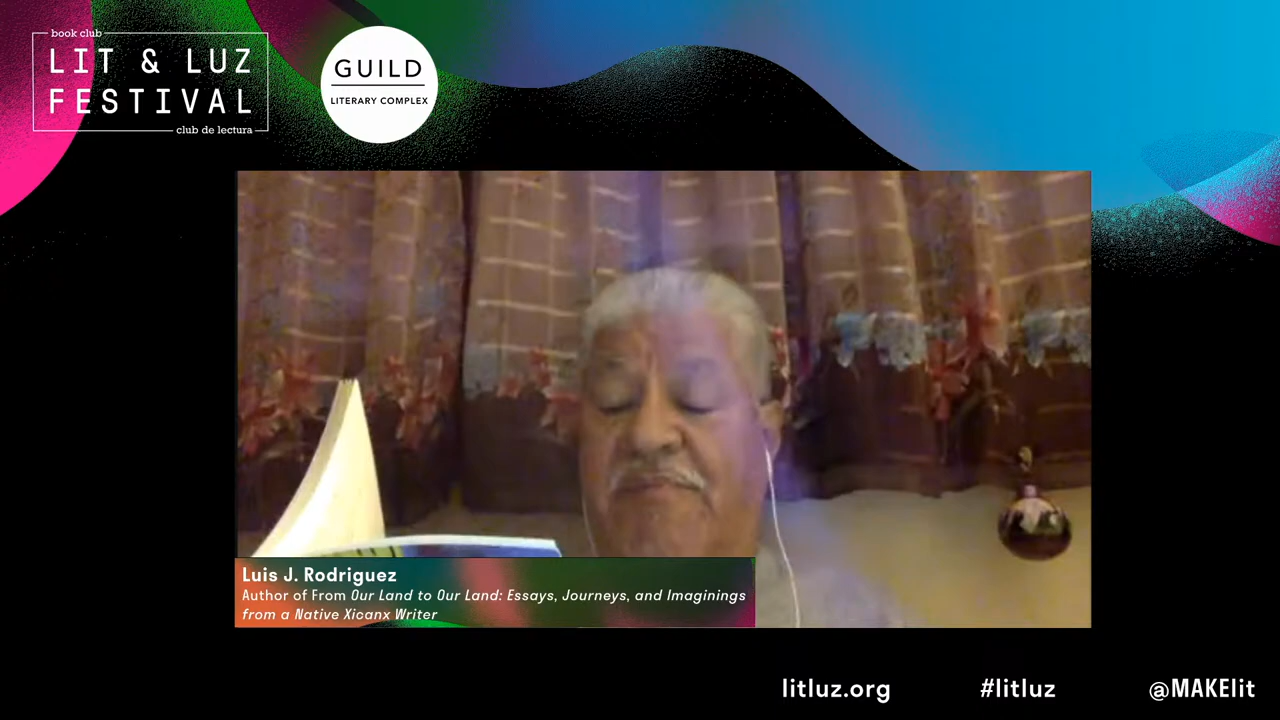 book club
LIT & LUZ
FESTIVAL
club de lectura
GUILD
LITERARY COMPLEX
Luis J. Rodriguez
Author of From Our Land to Our Land: Essays, Journeys, and Imaginings
from a Native Xicanx Writer
litluz.org
#litluz
@MAKElit